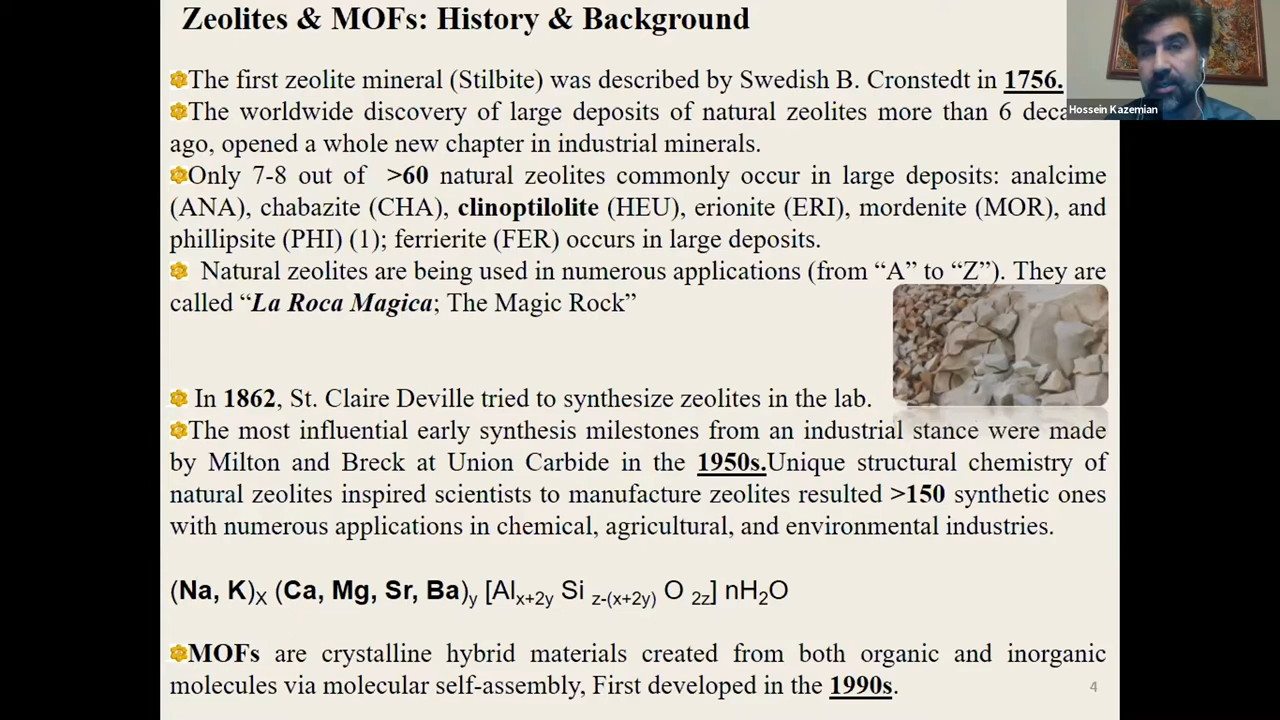 Zeolites & MOFs: History & Background
The first zeolite mineral (Stilbite) was described by Swedish B. Cronstedt in 1756.
Hossein Kazemian
The worldwide discovery of large deposits of natural zeolites more than 6
ago, opened a whole new chapter in industrial minerals.
Only 7-8 out of >60 natural zeolites commonly occur in large deposits: analcime
(ANA), chabazite (CHA), clinoptilolite (HEU), erionite (ERI), mordenite (MOR), and
phillipsite (PHI) (1); ferrierite (FER) occurs in large deposits.
Natural zeolites are being used in numerous applications (from “A” to “Z”). They are
called “La Roca Magica; The Magic Rock”
In 1862, St. Claire Deville tried to synthesize zeolites in the lab.
The most influential early synthesis milestones from an industrial stance were made
by Milton and Breck at Union Carbide in the 1950s.Unique structural chemistry of
natural zeolites inspired scientists to manufacture zeolites resulted >150 synthetic ones
with numerous applications in chemical, agricultural, and environmental industries.
(Na, K)X (Ca, Mg, Sr, Ba)y [Alx+2y Si z-(x+2y) O 2z] nH2O
MOFs are crystalline hybrid materials created from both organic and inorganic
molecules via molecular self-assembly, First developed in the 1990s.
4